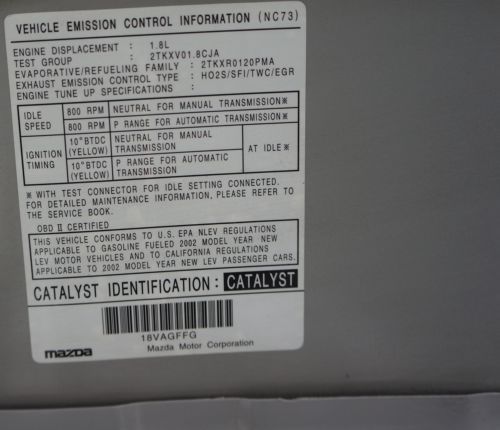 VEHICLE EMISSION CONTROL INFORMATION (NC73)
ENGINE DISPLACEMENT : 1.8L
TEST GROUP : 2TKXV01.8CJA
EVAPORATIVE/REFUELING FAMILY : 2TKXR0120PMA
EXHAUST EMISSION CONTROL TYPE : HO2S/SFI/TWC/EGR
ENGINE TUNE UP SPECIFICATIONS :
IDLE SPEED 800 RPM NEUTRAL FOR MANUAL TRANSMISSION※
800 RPM P RANGE FOR AUTOMATIC TRANSMISSION※
IGNITION TIMING 10°BTDC (YELLOW) NEUTRAL FOR MANUAL TRANSMISSION AT IDLE※
10°BTDC (YELLOW) P RANGE FOR AUTOMATIC TRANSMISSION
※ WITH TEST CONNECTOR FOR IDLE SETTING CONNECTED.
FOR DETAILED MAINTENANCE INFORMATION, PLEASE REFER TO
THE SERVICE BOOK.
OBD II CERTIFIED
THIS VEHICLE CONFORMS TO U.S. EPA NLEV REGULATIONS
APPLICABLE TO GASOLINE FUELED 2002 MODEL YEAR NEW
LEV MOTOR VEHICLES AND TO CALIFORNIA REGULATIONS
APPLICABLE TO 2002 MODEL YEAR NEW LEV PASSENGER CARS.
CATALYST IDENTIFICATION : CATALYST
18VAGFFG
mazda Mazda Motor Corporation